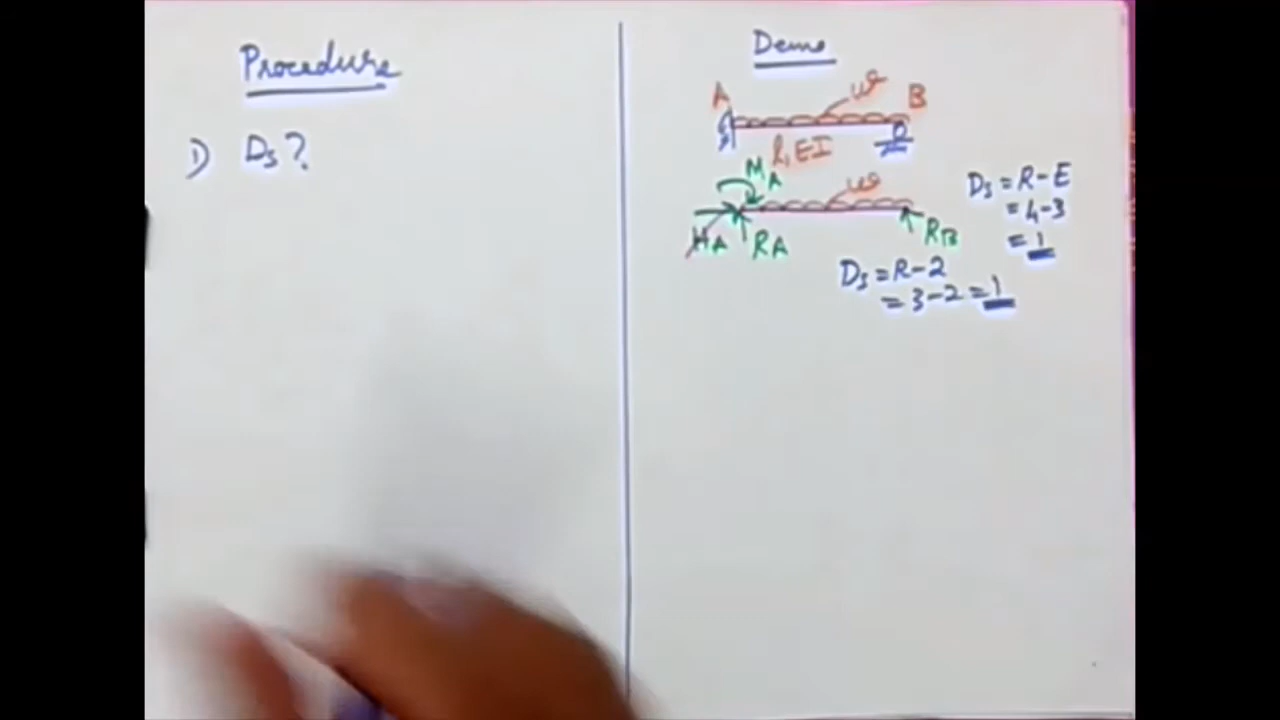 Procedure
1) Ds?
Demo
A w B
l, EI
MA
w
HA RA RB
Ds = R-E
= 4-3
= 1
Ds = R-2
= 3-2 = 1